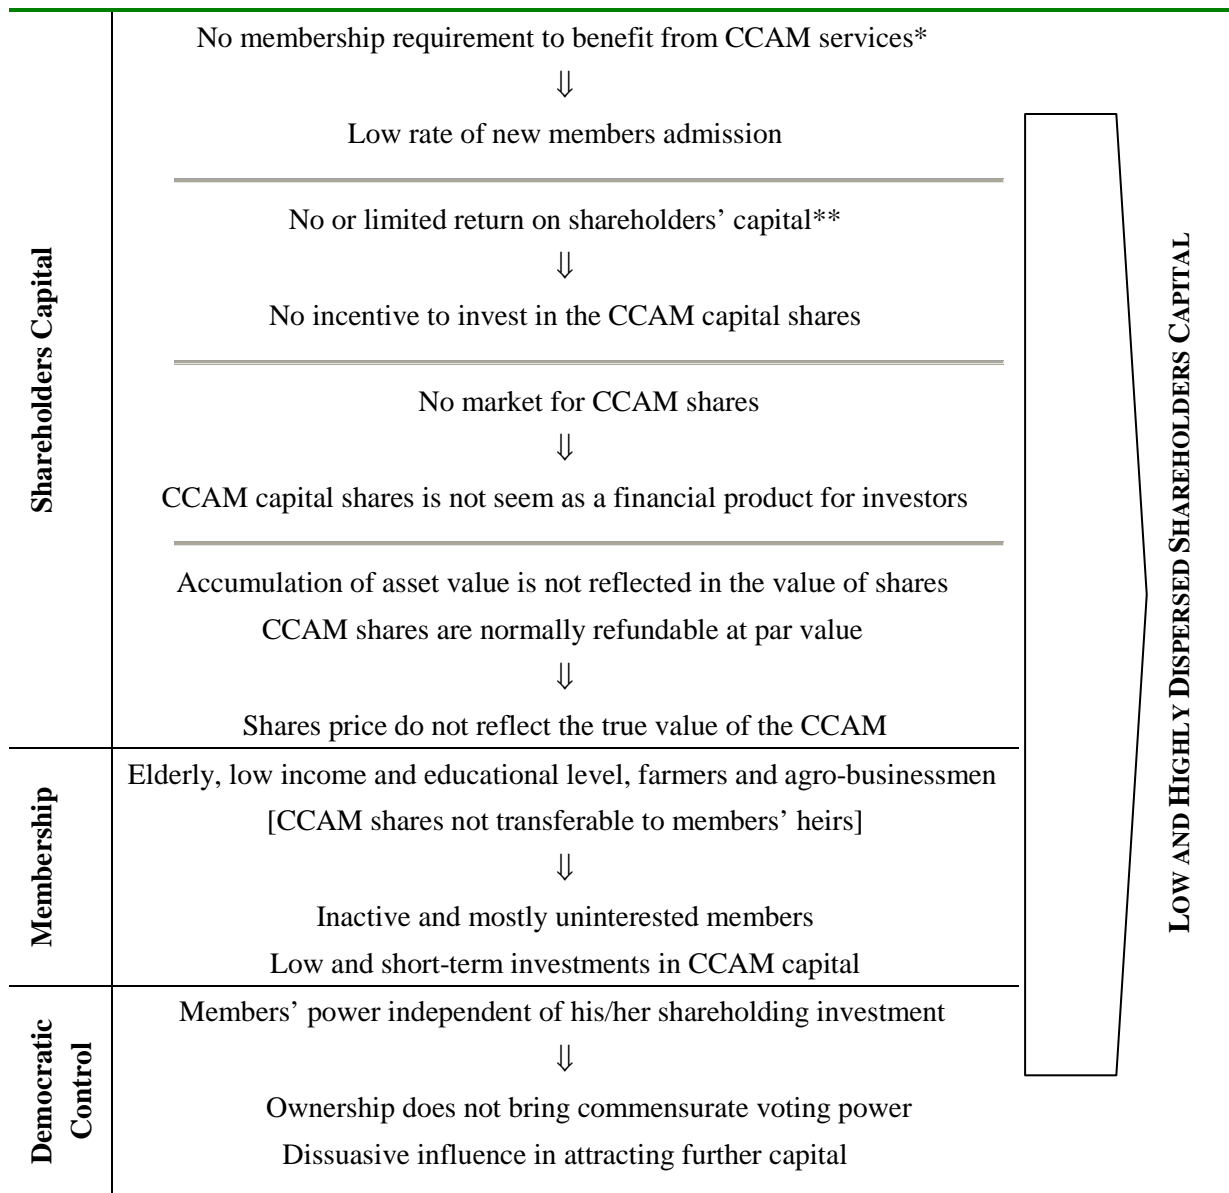 No membership requirement to benefit from CCAM services*
⇓
Low rate of new members admission
No or limited return on shareholders’ capital**
⇓
No incentive to invest in the CCAM capital shares
No market for CCAM shares
⇓
CCAM capital shares is not seem as a financial product for investors
Accumulation of asset value is not reflected in the value of shares
CCAM shares are normally refundable at par value
⇓
Shares price do not reflect the true value of the CCAM
Shareholders Capital
Elderly, low income and educational level, farmers and agro-businessmen
[CCAM shares not transferable to members’ heirs]
⇓
Inactive and mostly uninterested members
Low and short-term investments in CCAM capital
Membership
Members’ power independent of his/her shareholding investment
⇓
Ownership does not bring commensurate voting power
Dissuasive influence in attracting further capital
Democratic
Control
LOW AND HIGHLY DISPERSED SHAREHOLDERS CAPITAL